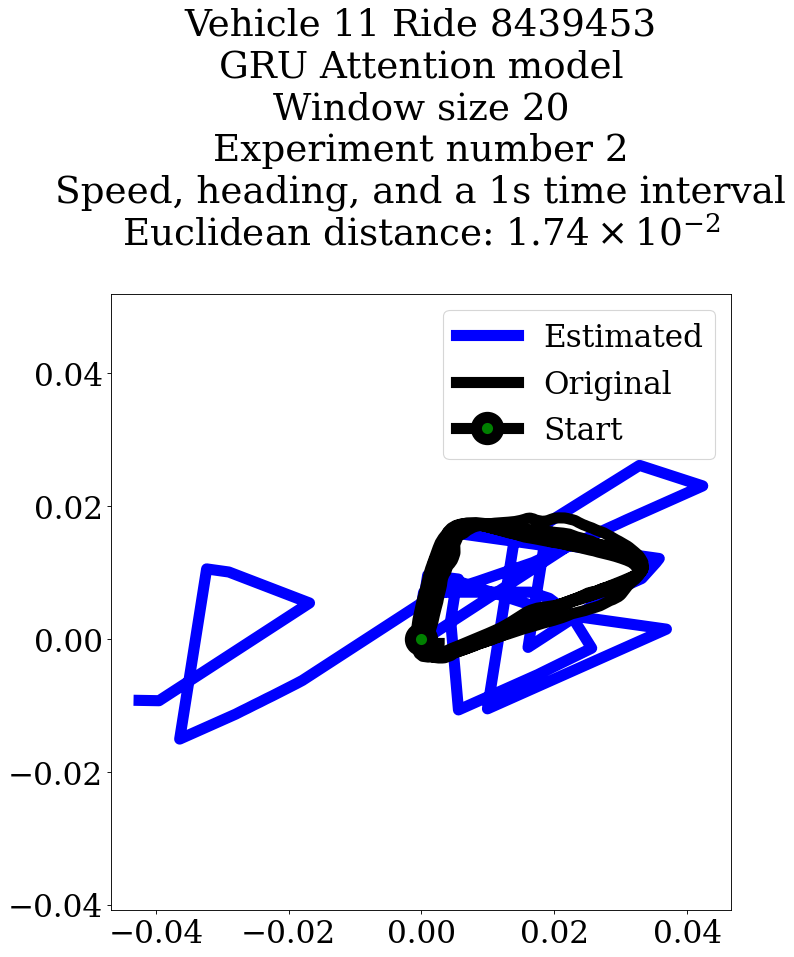 Vehicle 11 Ride 8439453
GRU Attention model
Window size 20
Experiment number 2
Speed, heading, and a 1s time interval
Euclidean distance: 1.74 × 10⁻²
Estimated
Original
Start
0.04
0.02
0.00
−0.02
−0.04
−0.04 −0.02 0.00 0.02 0.04